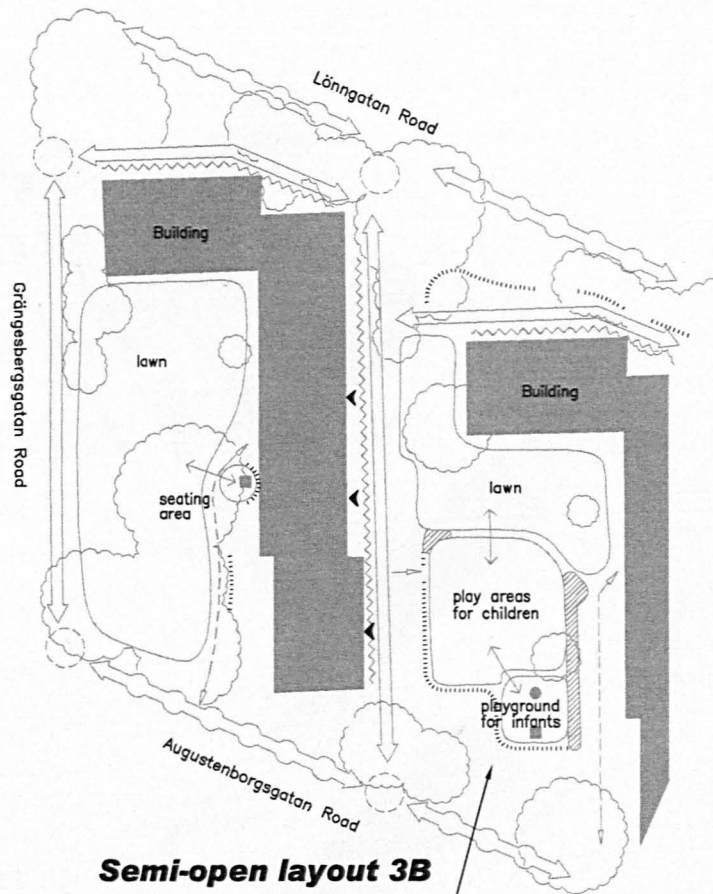 Lönngatan Road
Building
Grängesbergsgatan Road
lawn
Building
seating
area
lawn
play areas
for children
playground
for infants
Augustenborgsgatan Road
Semi-open layout 3B